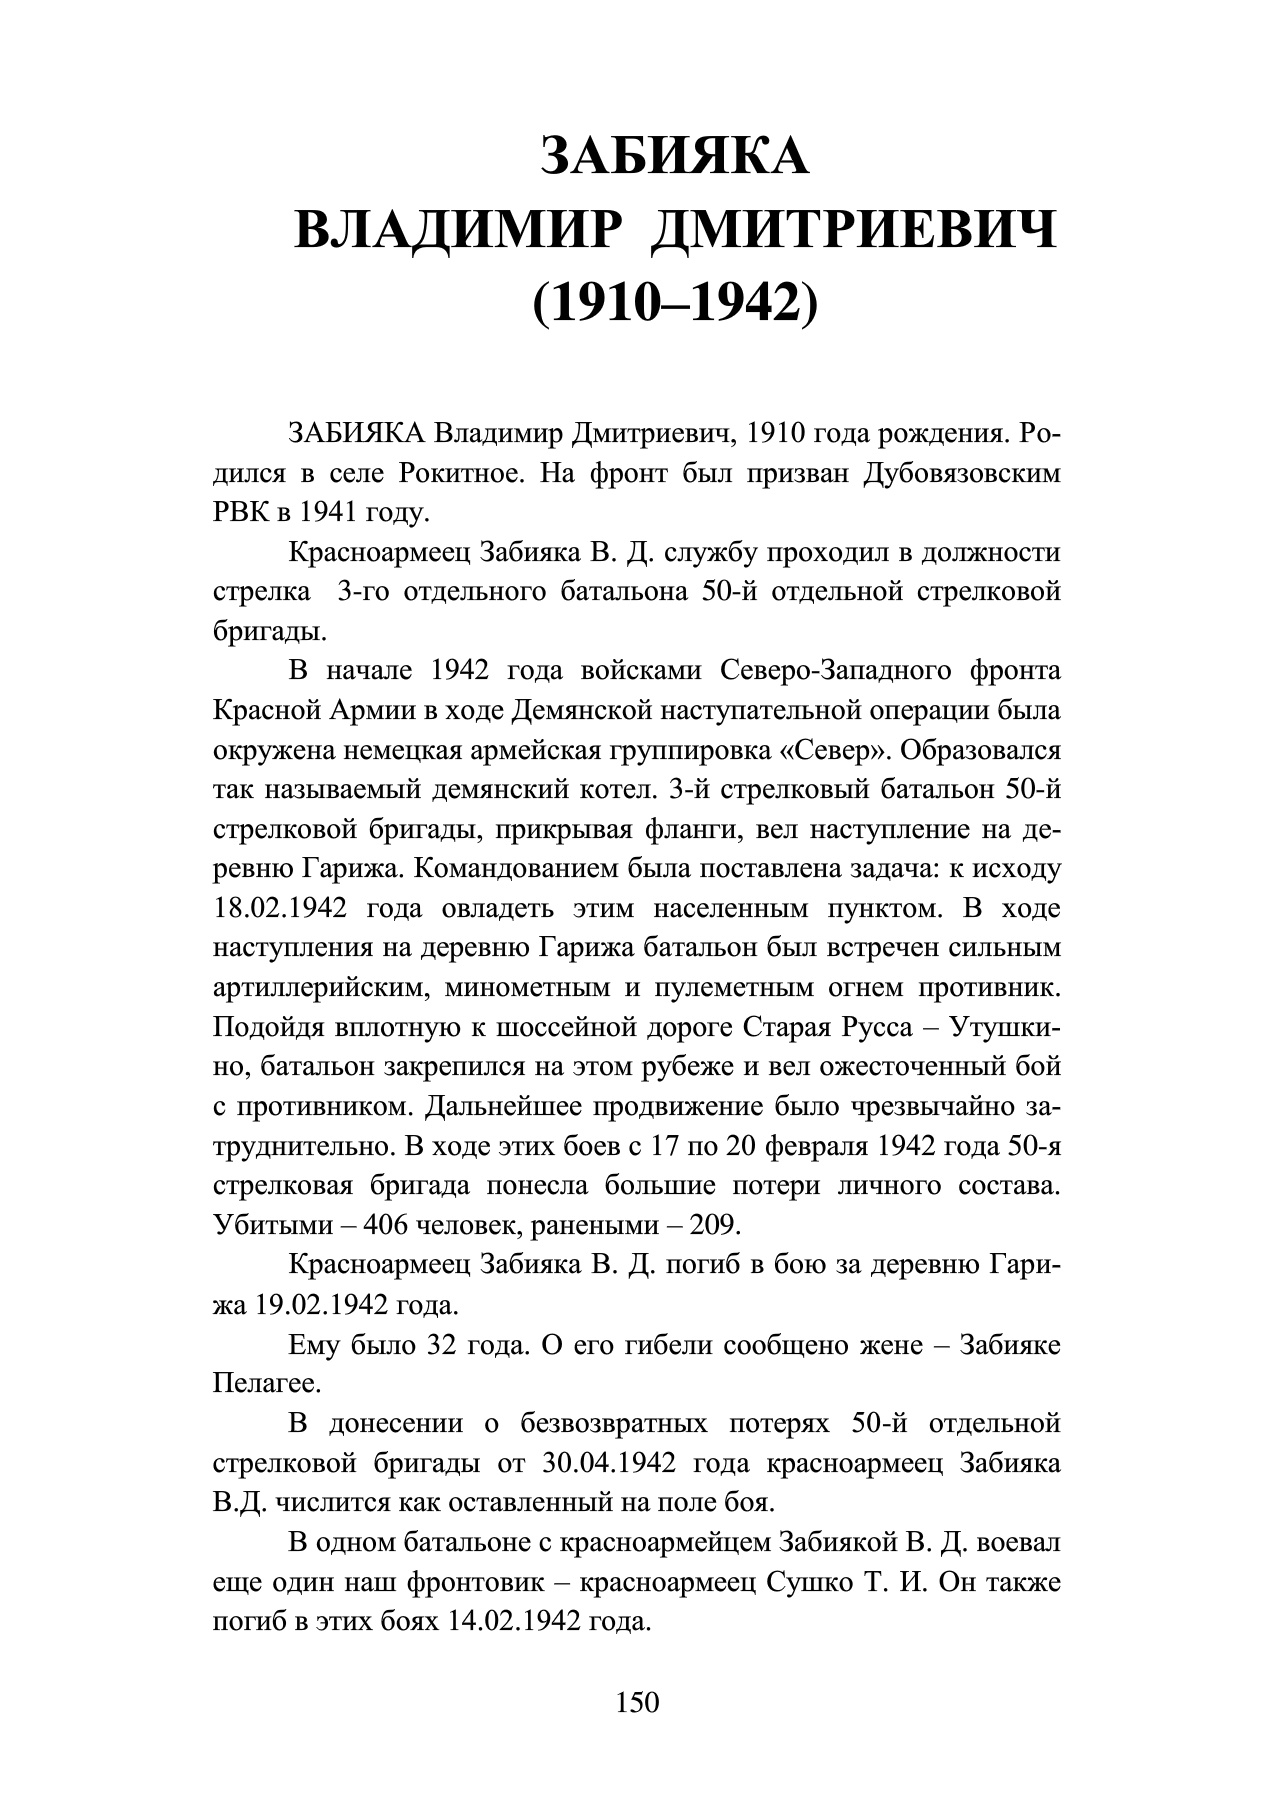 ЗАБИЯКА
ВЛАДИМИР ДМИТРИЕВИЧ
(1910–1942)
ЗАБИЯКА Владимир Дмитриевич, 1910 года рождения. Ро-
дился в селе Рокитное. На фронт был призван Дубовязовским
РВК в 1941 году.
Красноармеец Забияка В. Д. службу проходил в должности
стрелка 3-го отдельного батальона 50-й отдельной стрелковой
бригады.
В начале 1942 года войсками Северо-Западного фронта
Красной Армии в ходе Демянской наступательной операции была
окружена немецкая армейская группировка «Север». Образовался
так называемый демянский котел. 3-й стрелковый батальон 50-й
стрелковой бригады, прикрывая фланги, вел наступление на де-
ревню Гарижа. Командованием была поставлена задача: к исходу
18.02.1942 года овладеть этим населенным пунктом. В ходе
наступления на деревню Гарижа батальон был встречен сильным
артиллерийским, минометным и пулеметным огнем противник.
Подойдя вплотную к шоссейной дороге Старая Русса – Утушки-
но, батальон закрепился на этом рубеже и вел ожесточенный бой
с противником. Дальнейшее продвижение было чрезвычайно за-
труднительно. В ходе этих боев с 17 по 20 февраля 1942 года 50-я
стрелковая бригада понесла большие потери личного состава.
Убитыми – 406 человек, ранеными – 209.
Красноармеец Забияка В. Д. погиб в бою за деревню Гари-
жа 19.02.1942 года.
Ему было 32 года. О его гибели сообщено жене – Забияке
Пелагее.
В донесении о безвозвратных потерях 50-й отдельной
стрелковой бригады от 30.04.1942 года красноармеец Забияка
В.Д. числится как оставленный на поле боя.
В одном батальоне с красноармейцем Забиякой В. Д. воевал
еще один наш фронтовик – красноармеец Сушко Т. И. Он также
погиб в этих боях 14.02.1942 года.
150